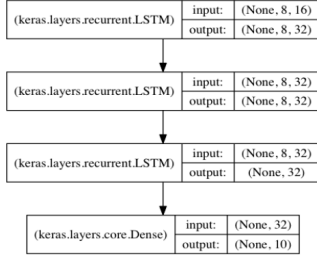 (keras.layers.recurrent.LSTM) input: (None, 8, 16)
output: (None, 8, 32)
(keras.layers.recurrent.LSTM) input: (None, 8, 32)
output: (None, 8, 32)
(keras.layers.recurrent.LSTM) input: (None, 8, 32)
output: (None, 32)
(keras.layers.core.Dense) input: (None, 32)
output: (None, 10)